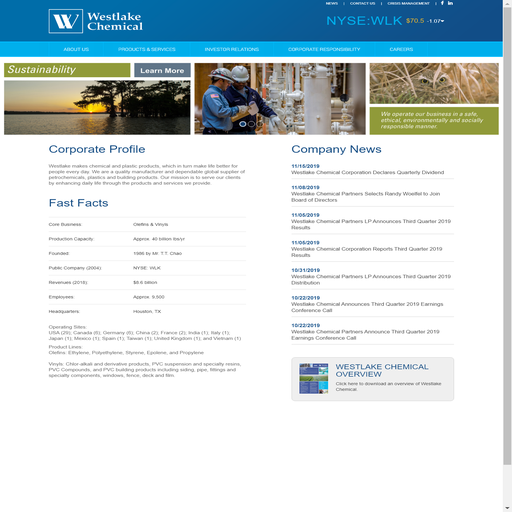 NEWS | CONTACT US | CRISIS MANAGEMENT
Westlake
Chemical
NYSE:WLK $70.5 -1.07
ABOUT US PRODUCTS & SERVICES INVESTOR RELATIONS CORPORATE RESPONSIBILITY CAREERS
Sustainability
Learn More
We operate our business in a safe,
ethical, environmentally and socially
responsible manner.
Corporate Profile
Westlake makes chemical and plastic products, which in turn make life better for
people every day. We are a quality manufacturer and dependable global supplier of
petrochemicals, plastics and building products. Our mission is to serve our clients
by enhancing daily life through the products and services we provide.
Fast Facts
Core Business: Olefins & Vinyls
Production Capacity: Approx. 40 billion lbs/yr
Founded: 1986 by Mr. T.T. Chao
Public Company (2004): NYSE: WLK
Revenues (2018): $8.6 billion
Employees: Approx. 9,500
Headquarters: Houston, TX
Operating Sites:
USA (29), Canada (6), Germany (6), China (2), France (2), India (1), Italy (1),
Japan (1), Mexico (1), Spain (1), Taiwan (1), United Kingdom (1), and Vietnam (1)
Product Lines:
Olefins: Ethylene, Polyethylene, Styrene, Epolene, and Propylene
Vinyls: Chlor-alkali and derivative products, PVC suspension and specialty resins,
PVC Compounds, and PVC building products including siding, pipe, fittings and
specialty components, windows, fence, deck and film.
Company News
11/15/2019
Westlake Chemical Corporation Declares Quarterly Dividend
11/08/2019
Westlake Chemical Partners Selects Randy Woelfel to Join
Board of Directors
11/05/2019
Westlake Chemical Partners LP Announces Third Quarter 2019
Results
11/05/2019
Westlake Chemical Corporation Reports Third Quarter 2019
Results
10/31/2019
Westlake Chemical Partners LP Announces Third Quarter 2019
Distribution
10/22/2019
Westlake Chemical Announces Third Quarter 2019 Earnings
Conference Call
10/22/2019
Westlake Chemical Partners Announce Third Quarter 2019
Earnings Conference Call
WESTLAKE CHEMICAL
OVERVIEW
Click here to download an overview of Westlake
Chemical.